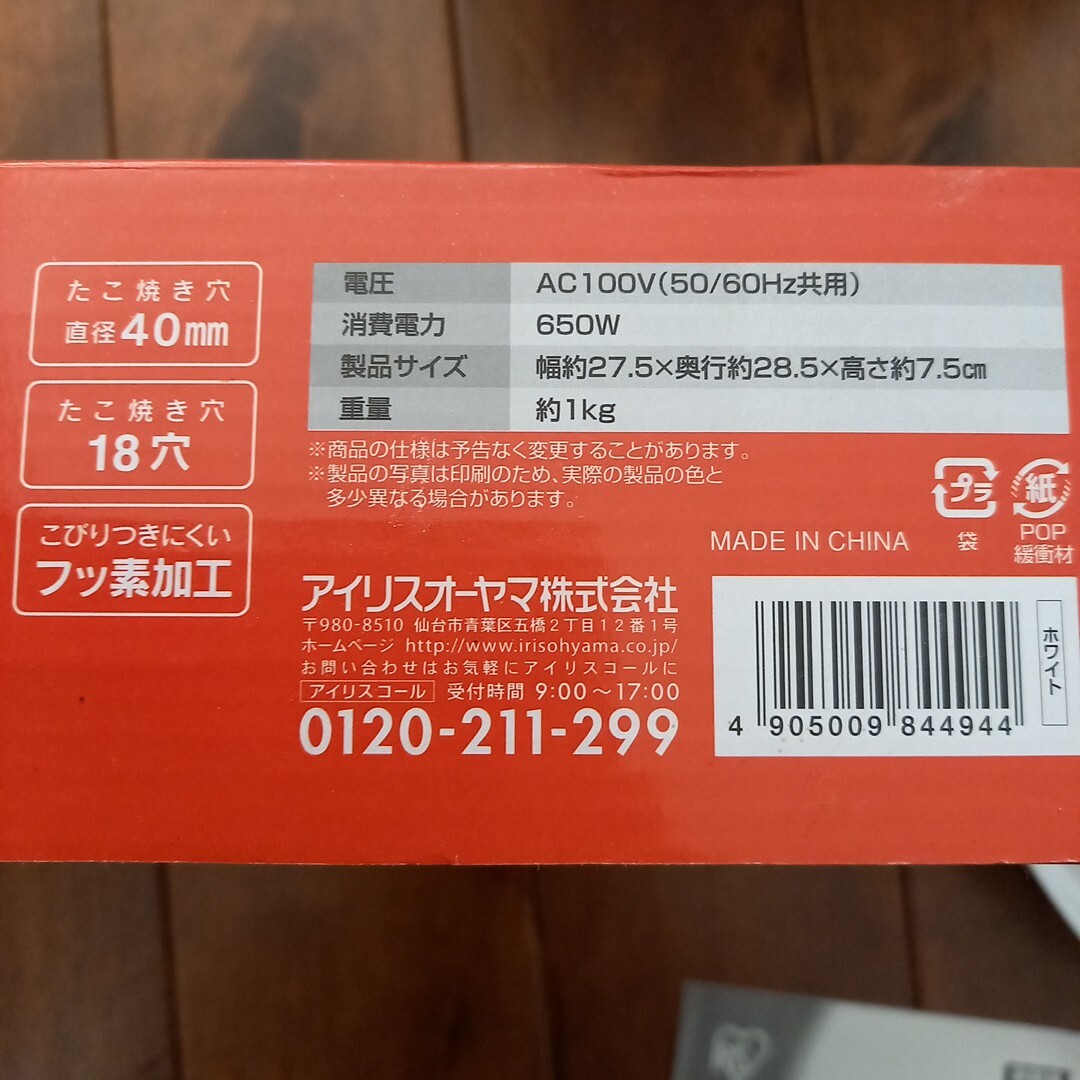 たこ焼き穴
直径40mm
たこ焼き穴
18穴
こびりつきにくい
フッ素加工
電圧 AC100V(50/60Hz共用)
消費電力 650W
製品サイズ 幅約27.5×奥行約28.5×高さ約7.5cm
重量 約1kg
※商品の仕様は予告なく変更することがあります。
※製品の写真は印刷のため、実際の製品の色と
多少異なる場合があります。
プラ
袋
紙
POP
緩衝材
MADE IN CHINA
アイリスオーヤマ株式会社
〒980-8510 仙台市青葉区五橋2丁目12番1号
ホームページ http://www.irisohyama.co.jp/
お問い合わせはお気軽にアイリスコールに
アイリスコール 受付時間 9:00～17:00
0120-211-299
ホワイト
4 905009 844944